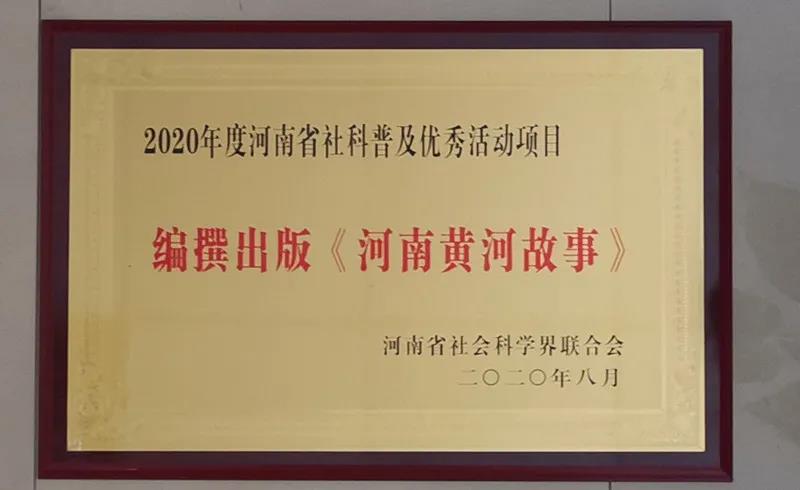 2020年度河南省社科普及优秀活动项目
编撰出版《河南黄河故事》
河南省社会科学界联合会
二〇二〇年八月